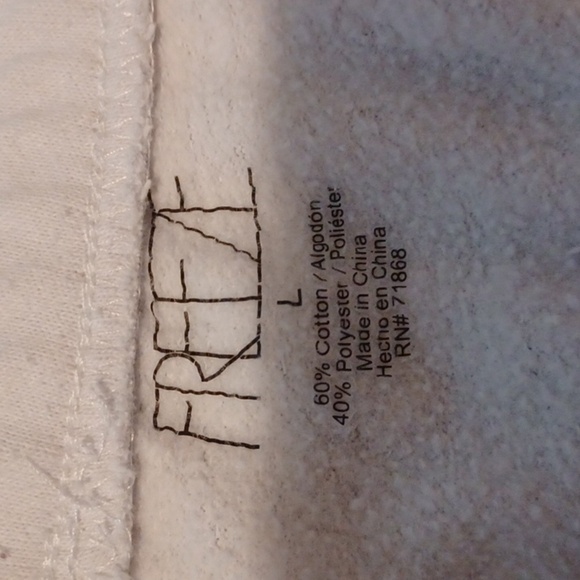 FREEZE
L
60% Cotton / Algodón
40% Polyester / Poliéster
Made in China
Hecho en China
RN# 71868